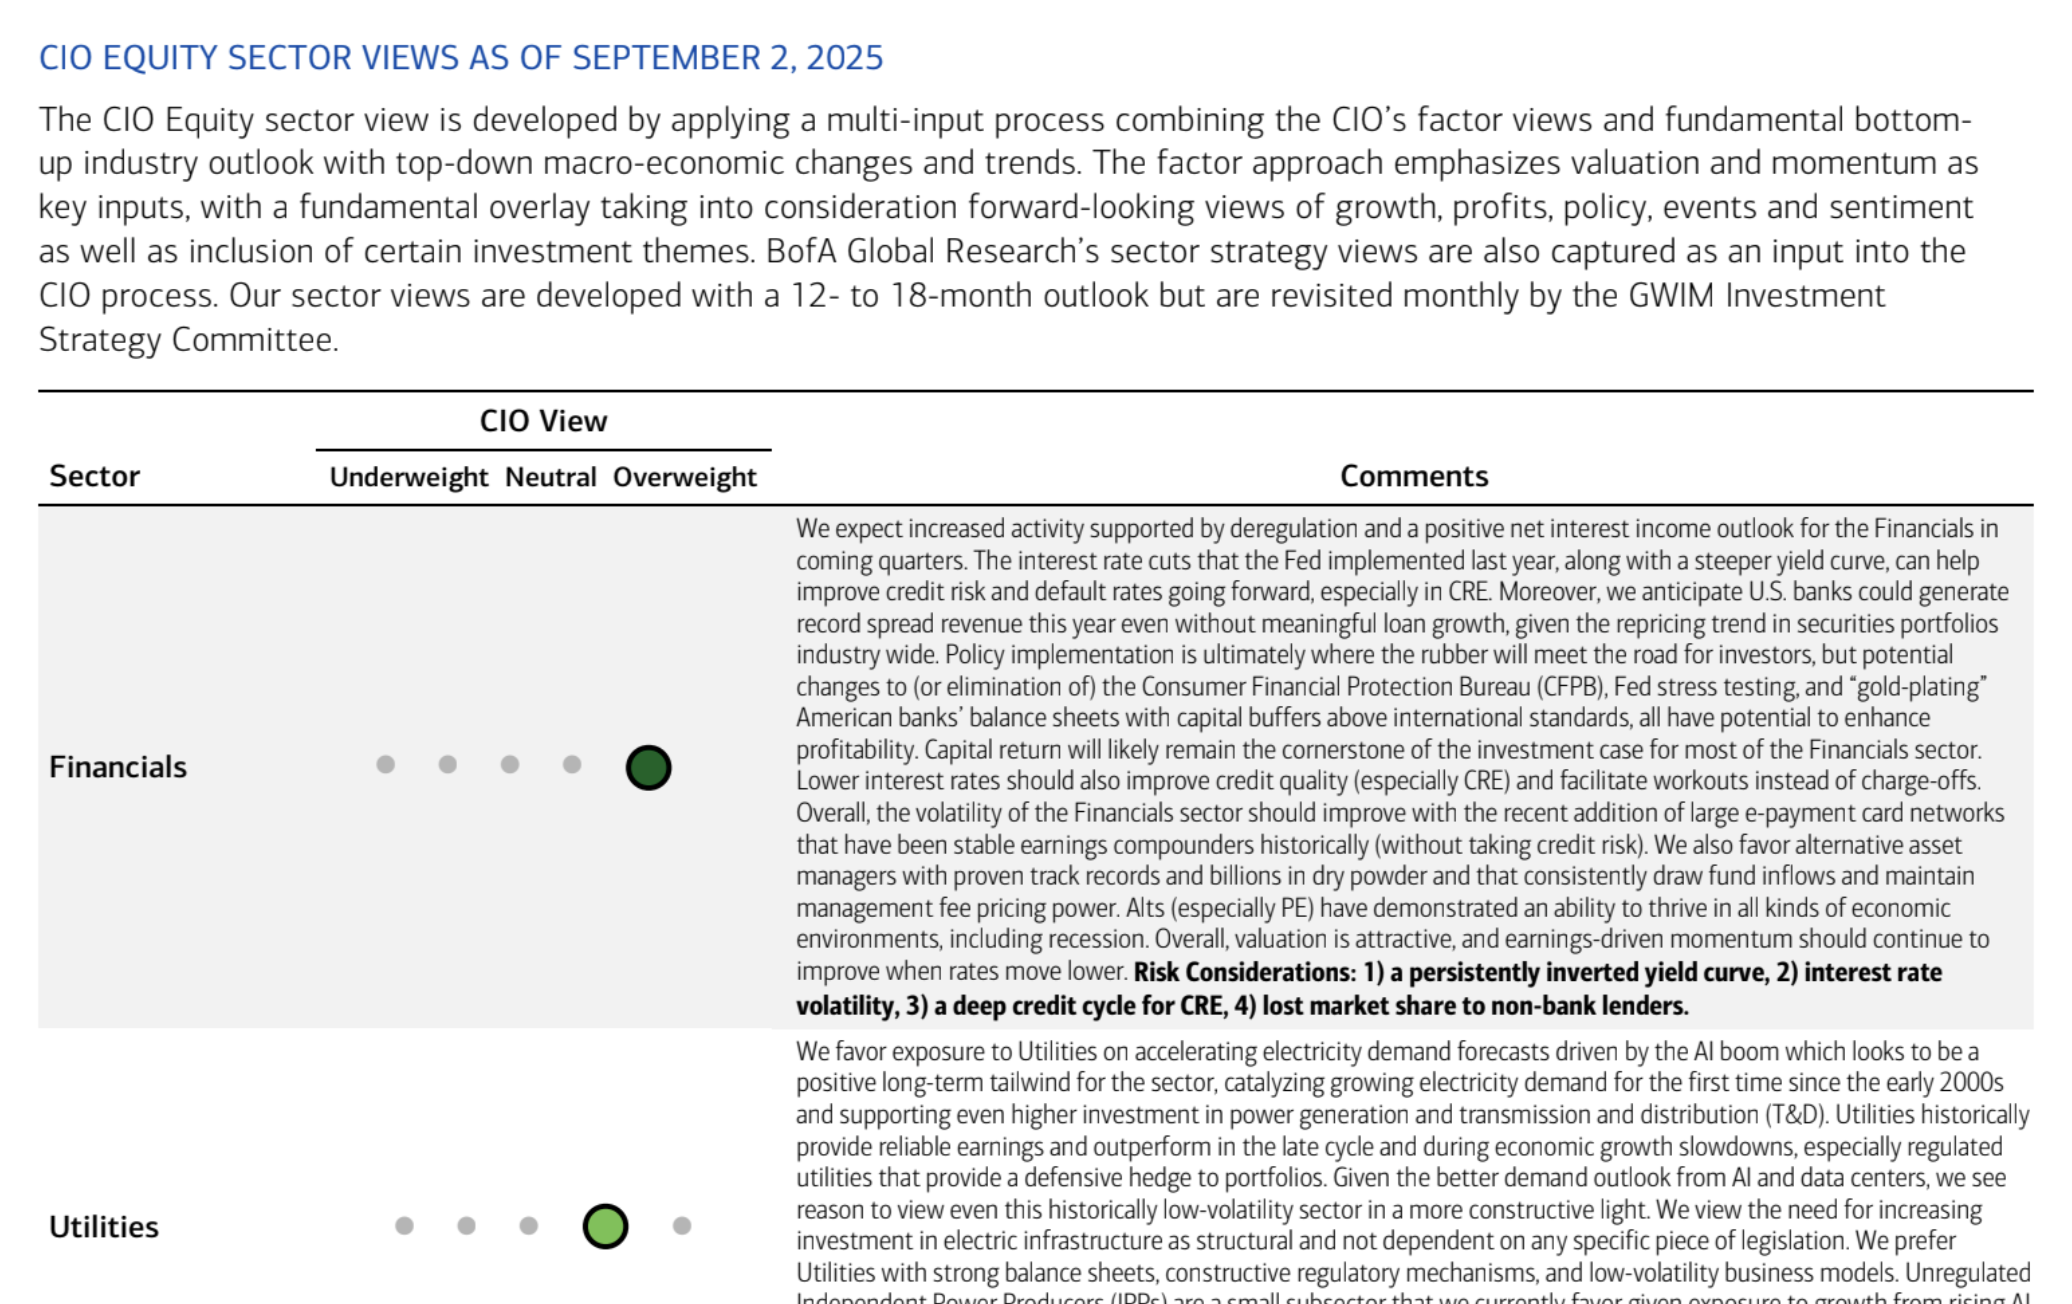 CIO EQUITY SECTOR VIEWS AS OF SEPTEMBER 2, 2025
The CIO Equity sector view is developed by applying a multi-input process combining the CIO’s factor views and fundamental bottom-
up industry outlook with top-down macro-economic changes and trends. The factor approach emphasizes valuation and momentum as
key inputs, with a fundamental overlay taking into consideration forward-looking views of growth, profits, policy, events and sentiment
as well as inclusion of certain investment themes. BofA Global Research’s sector strategy views are also captured as an input into the
CIO process. Our sector views are developed with a 12- to 18-month outlook but are revisited monthly by the GWIM Investment
Strategy Committee.
CIO View
Sector Underweight Neutral Overweight Comments
Financials
We expect increased activity supported by deregulation and a positive net interest income outlook for the Financials in
coming quarters. The interest rate cuts that the Fed implemented last year, along with a steeper yield curve, can help
improve credit risk and default rates going forward, especially in CRE. Moreover, we anticipate U.S. banks could generate
record spread revenue this year even without meaningful loan growth, given the repricing trend in securities portfolios
industry wide. Policy implementation is ultimately where the rubber will meet the road for investors, but potential
changes to (or elimination of) the Consumer Financial Protection Bureau (CFPB), Fed stress testing, and “gold-plating”
American banks’ balance sheets with capital buffers above international standards, all have potential to enhance
profitability. Capital return will likely remain the cornerstone of the investment case for most of the Financials sector.
Lower interest rates should also improve credit quality (especially CRE) and facilitate workouts instead of charge-offs.
Overall, the volatility of the Financials sector should improve with the recent addition of large e-payment card networks
that have been stable earnings compounders historically (without taking credit risk). We also favor alternative asset
managers with proven track records and billions in dry powder and that consistently draw fund inflows and maintain
management fee pricing power. Alts (especially PE) have demonstrated an ability to thrive in all kinds of economic
environments, including recession. Overall, valuation is attractive, and earnings-driven momentum should continue to
improve when rates move lower. Risk Considerations: 1) a persistently inverted yield curve, 2) interest rate
volatility, 3) a deep credit cycle for CRE, 4) lost market share to non-bank lenders.
Utilities
We favor exposure to Utilities on accelerating electricity demand forecasts driven by the AI boom which looks to be a
positive long-term tailwind for the sector, catalyzing growing electricity demand for the first time since the early 2000s
and supporting even higher investment in power generation and transmission and distribution (T&D). Utilities historically
provide reliable earnings and outperform in the late cycle and during economic growth slowdowns, especially regulated
utilities that provide a defensive hedge to portfolios. Given the better demand outlook from AI and data centers, we see
reason to view even this historically low-volatility sector in a more constructive light. We view the need for increasing
investment in electric infrastructure as structural and not dependent on any specific piece of legislation. We prefer
Utilities with strong balance sheets, constructive regulatory mechanisms, and low-volatility business models. Unregulated
Independent Power Producers (IPPs) are a small subsector that we currently favor given exposure to growth from rising AI